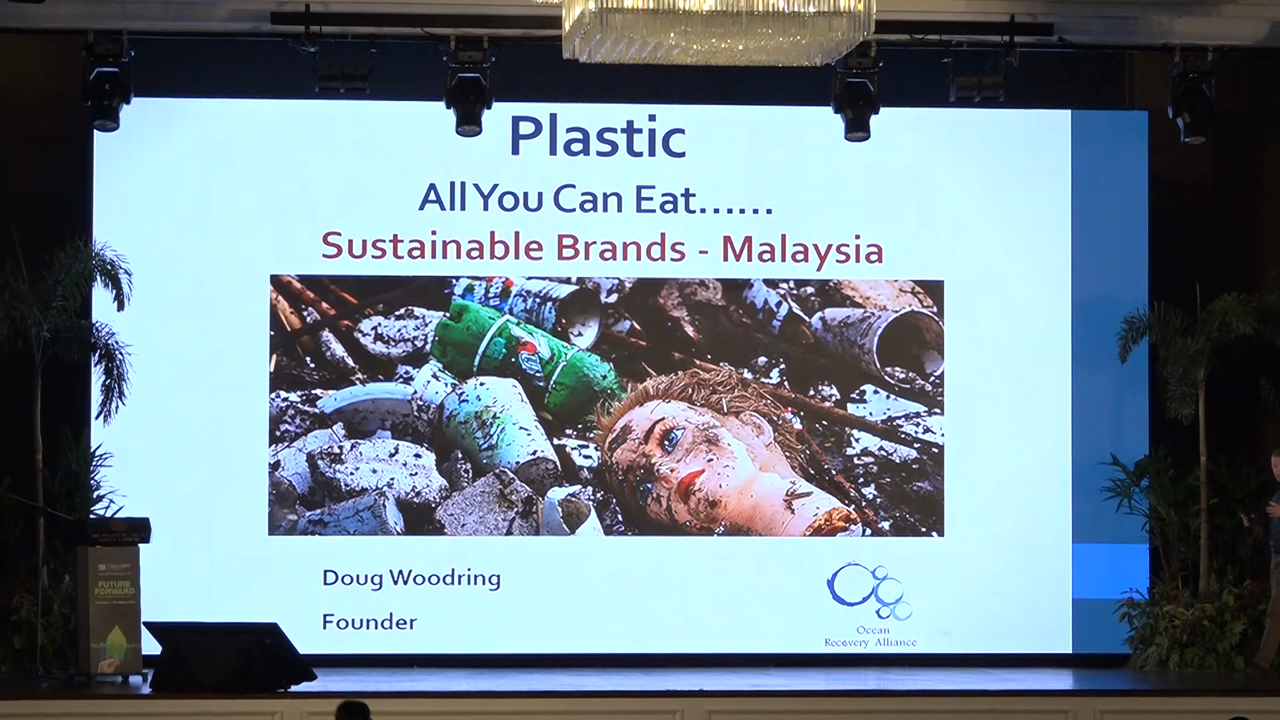 Plastic
All You Can Eat......
Sustainable Brands - Malaysia
Doug Woodring
Founder
Ocean
Recovery Alliance
FUTURE
FORWARD